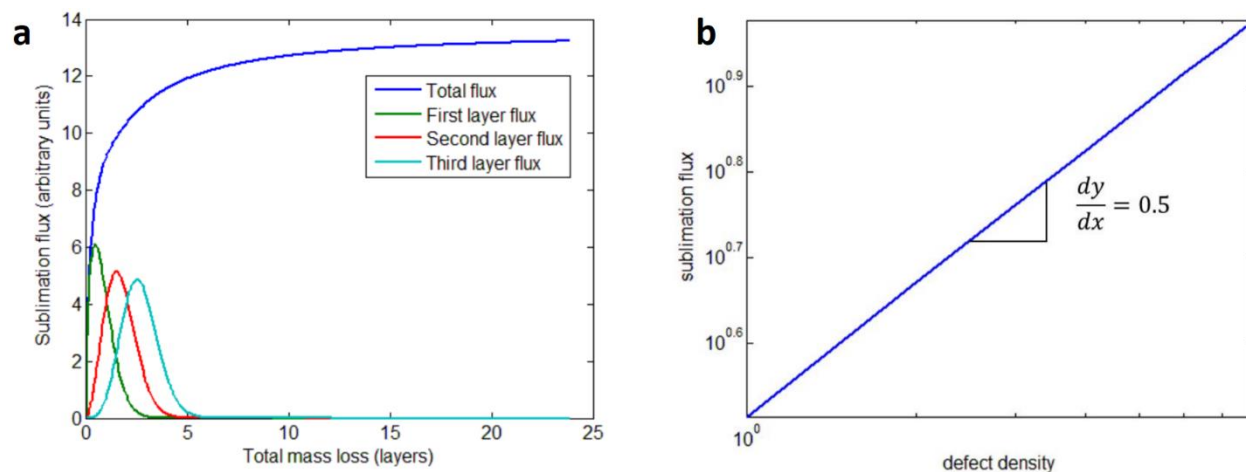 a
Sublimation flux (arbitrary units)
14
12
10
8
6
4
2
0
Total flux
First layer flux
Second layer flux
Third layer flux
0 5 10 15 20 25
Total mass loss (layers)
b
sublimation flux
10^0.9
10^0.8
10^0.7
10^0.6
dy/dx = 0.5
10^0
defect density